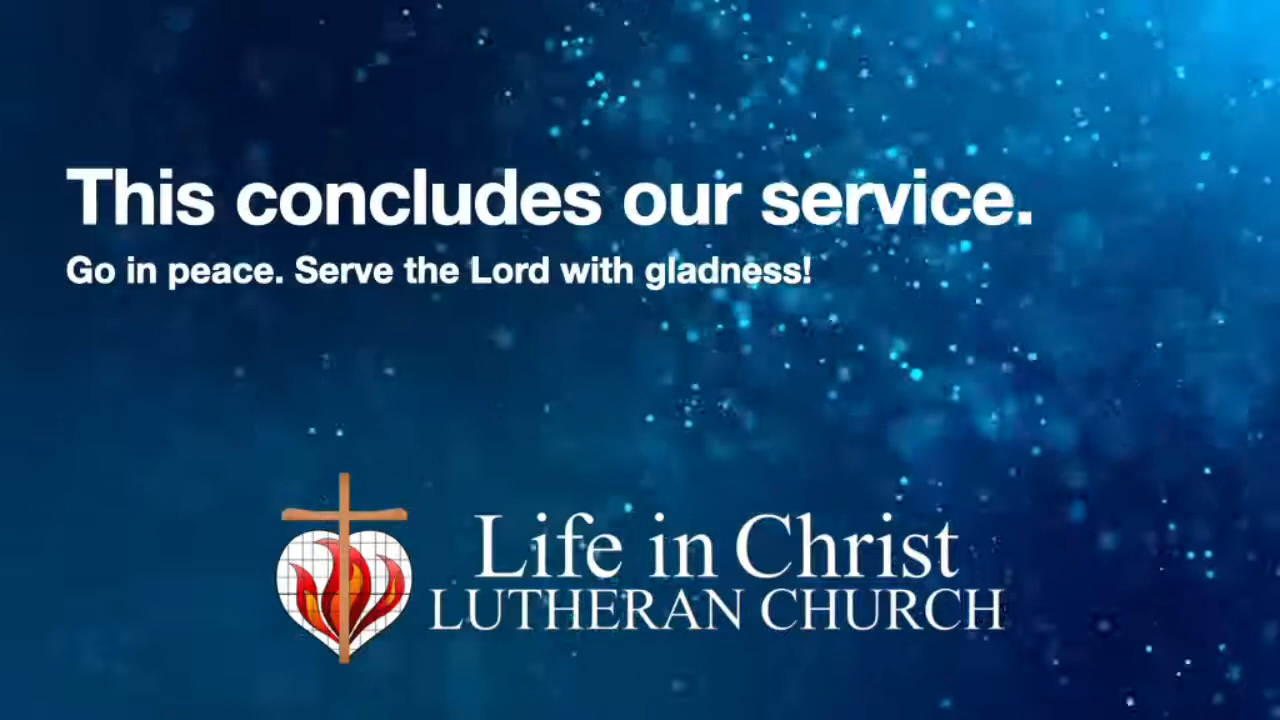 This concludes our service.
Go in peace. Serve the Lord with gladness!
Life in Christ
LUTHERAN CHURCH